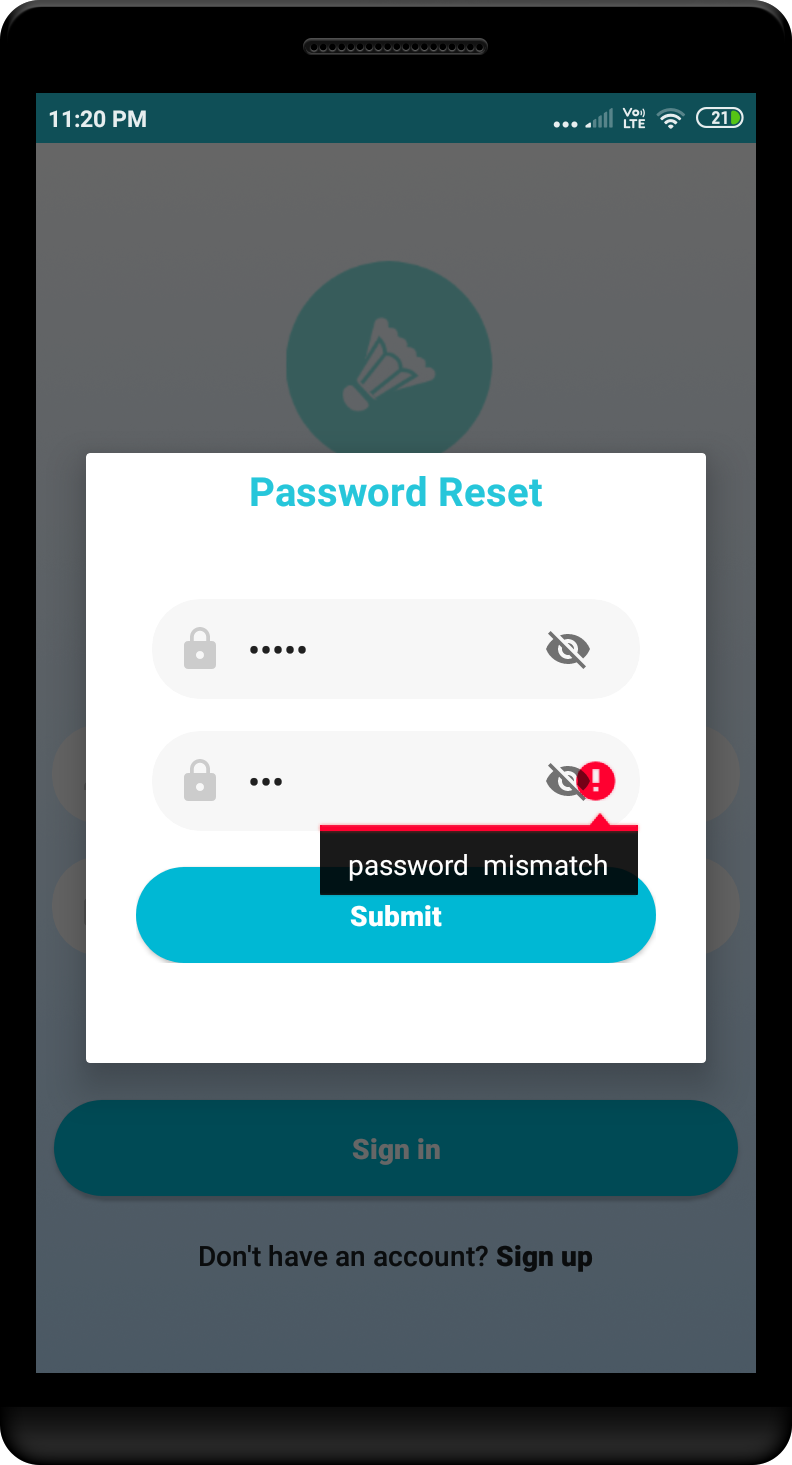 11:20 PM
Vo))
LTE
21
Password Reset
•••••
•••
password mismatch
Submit
Sign in
Don't have an account? Sign up